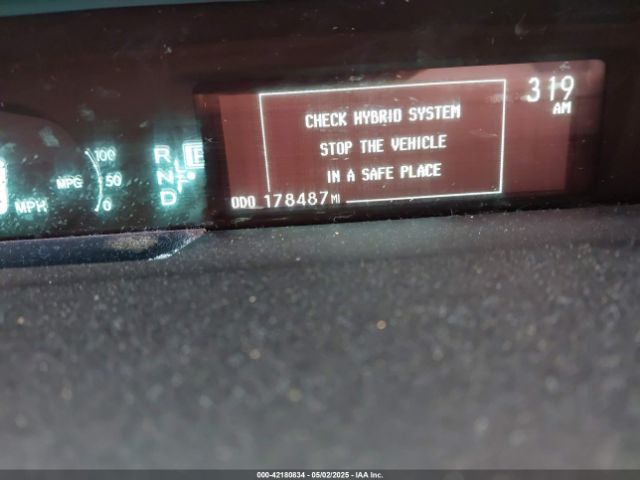 319
AM
CHECK HYBRID SYSTEM
STOP THE VEHICLE
IN A SAFE PLACE
ODO 178487 MI
100
MPG 50
0
MPH
R
N
D
P
000-42180834 - 05/02/2025 - IAA Inc.